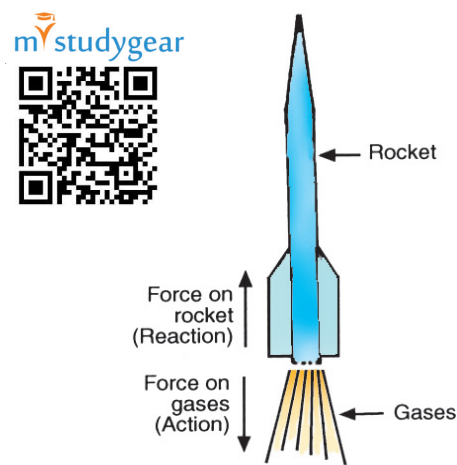 mystudygear
Rocket
Force on
rocket
(Reaction)
Force on
gases
(Action)
Gases